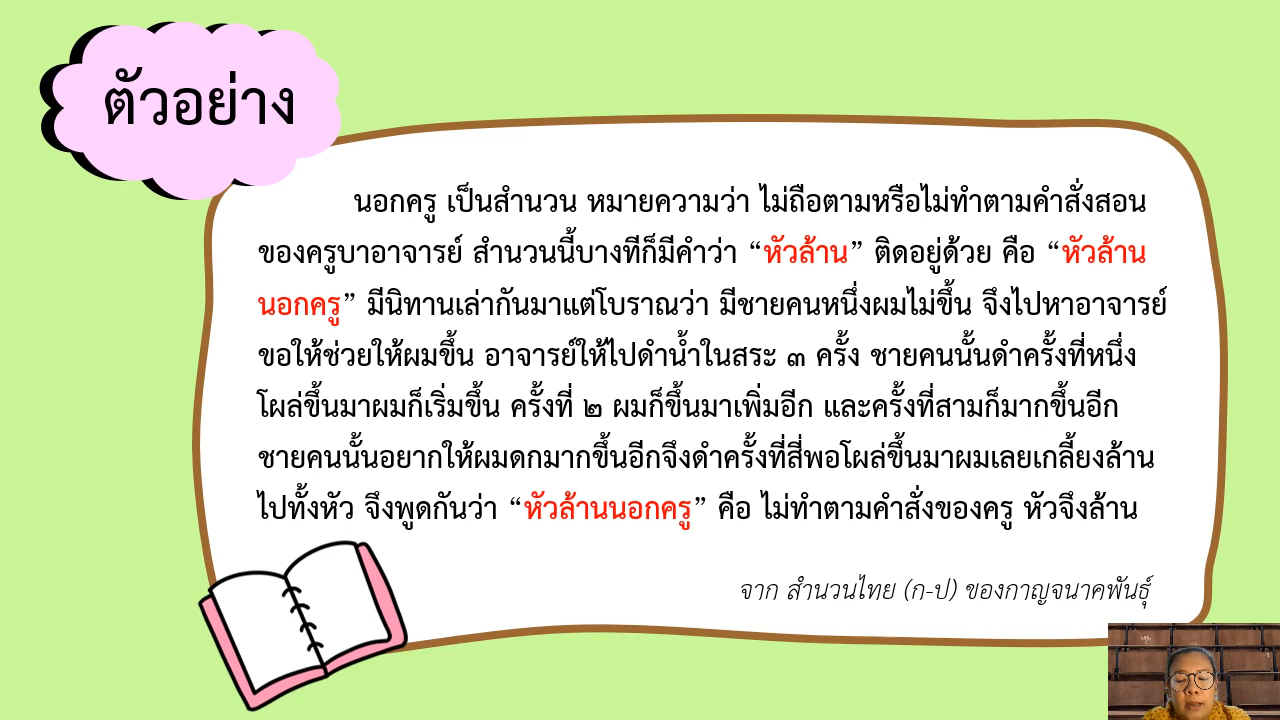 ตัวอย่าง
นอกครู เป็นสำนวน หมายความว่า ไม่ถือตามหรือไม่ทำตามคำสั่งสอน
ของครูบาอาจารย์ สำนวนนี้บางทีก็มีคำว่า “หัวล้าน” ติดอยู่ด้วย คือ “หัวล้าน
นอกครู” มีนิทานเล่ากันมาแต่โบราณว่า มีชายคนหนึ่งผมไม่ขึ้น จึงไปหาอาจารย์
ขอให้ช่วยให้ผมขึ้น อาจารย์ให้ไปดำน้ำในสระ ๓ ครั้ง ชายคนนั้นดำครั้งที่หนึ่ง
โผล่ขึ้นมาผมก็เริ่มขึ้น ครั้งที่ ๒ ผมก็ขึ้นมาเพิ่มอีก และครั้งที่สามก็มากขึ้นอีก
ชายคนนั้นอยากให้ผมดกมากขึ้นอีกจึงดำครั้งที่สี่พอโผล่ขึ้นมาผมเลยเกลี้ยงล้าน
ไปทั้งหัว จึงพูดกันว่า “หัวล้านนอกครู” คือ ไม่ทำตามคำสั่งของครู หัวจึงล้าน
จาก สำนวนไทย (ก-ป) ของกาญจนาคพันธุ์